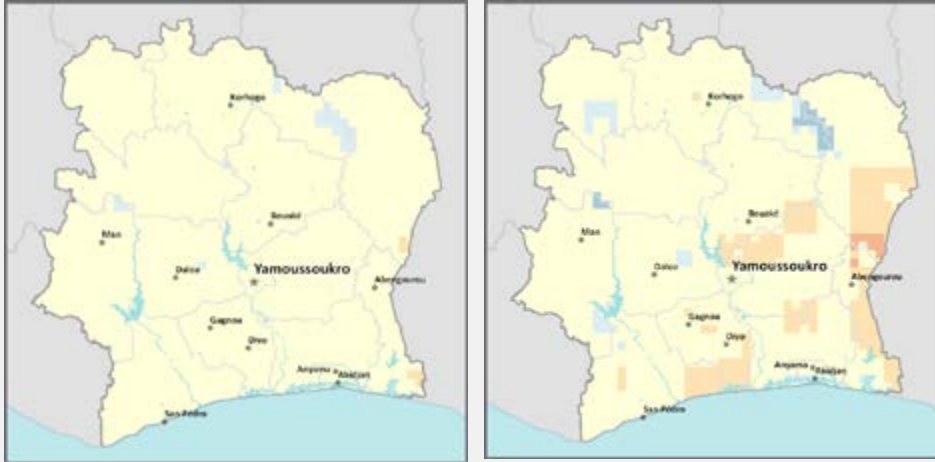 Korhogo
Bouaké
Man
Daloa
Yamoussoukro
Abengourou
Gagnoa
Divo
Anyama
Abidjan
San-Pédro
Korhogo
Bouaké
Man
Daloa
Yamoussoukro
Abengourou
Gagnoa
Divo
Anyama
Abidjan
San-Pédro